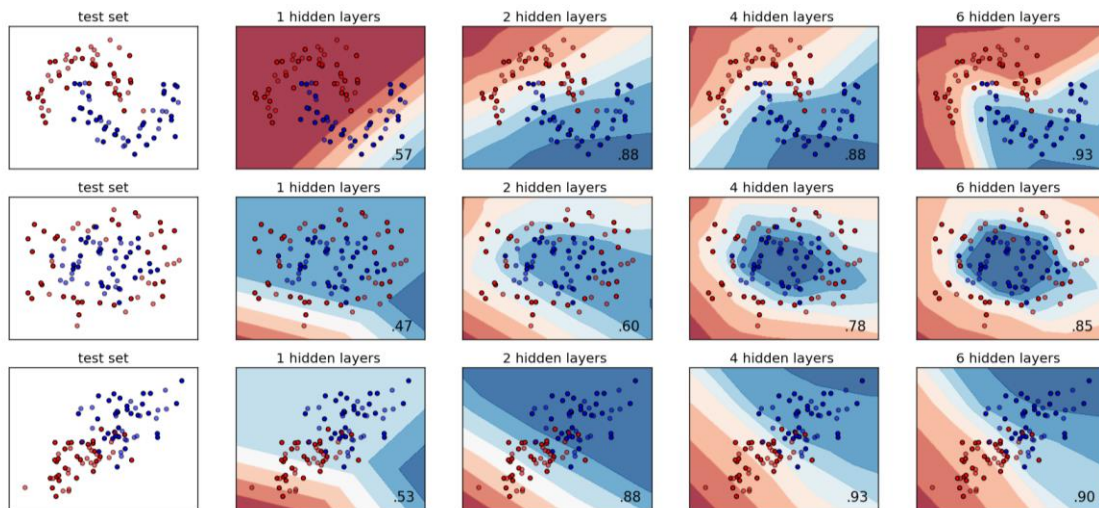 test set
1 hidden layers
2 hidden layers
4 hidden layers
6 hidden layers
.57
.88
.88
.93
test set
1 hidden layers
2 hidden layers
4 hidden layers
6 hidden layers
.47
.60
.78
.85
test set
1 hidden layers
2 hidden layers
4 hidden layers
6 hidden layers
.53
.88
.93
.90